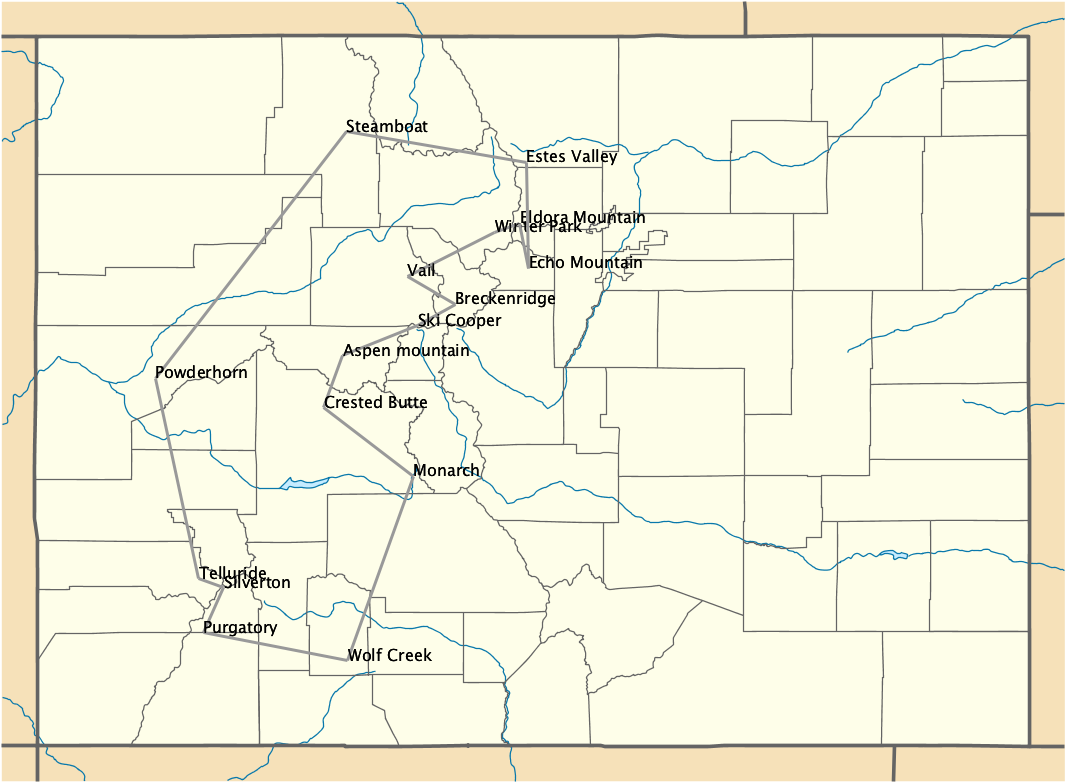 Steamboat
Estes Valley
Eldora Mountain
Winter Park
Echo Mountain
Vail
Breckenridge
Ski Cooper
Aspen mountain
Powderhorn
Crested Butte
Monarch
Telluride
Silverton
Purgatory
Wolf Creek